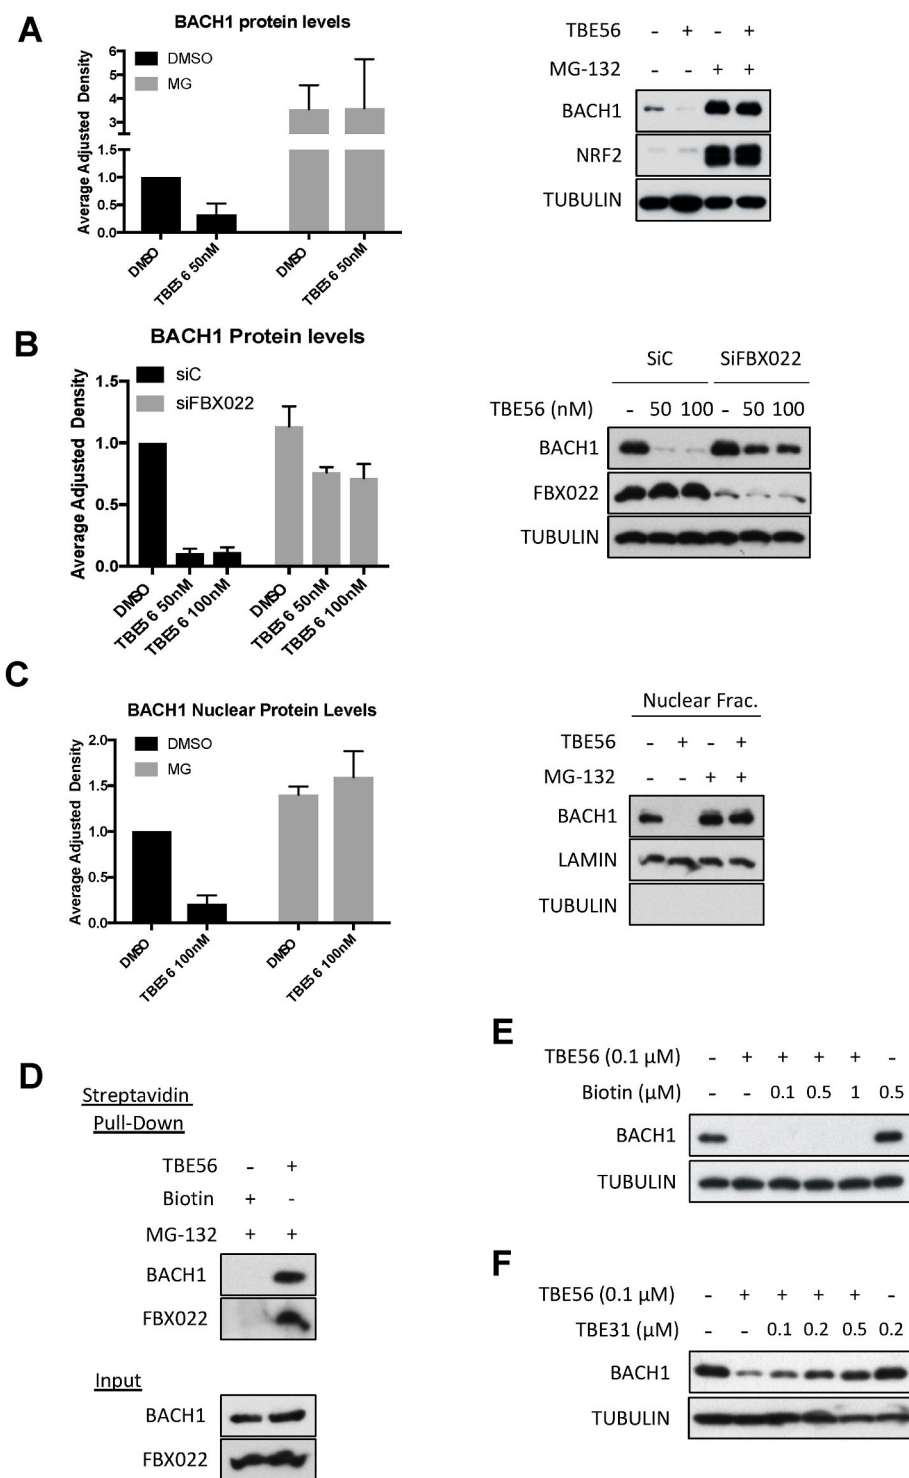 A
BACH1 protein levels
DMSO
MG
Average Adjusted Density
6
5
4
3
1.5
1.0
0.5
0.0
DMSO
TBE5 6 50nM
DMSO
TBE5 6 50nM
TBE56 - + - +
MG-132 - - + +
BACH1
NRF2
TUBULIN
B
BACH1 Protein levels
siC
siFBX022
Average Adjusted Density
1.5
1.0
0.5
0.0
DMSO
TBE5 6 50nM
TBE5 6 100nM
DMSO
TBE5 6 50nM
TBE5 6 100nM
SiC SiFBX022
TBE56 (nM) - 50 100 - 50 100
BACH1
FBX022
TUBULIN
C
BACH1 Nuclear Protein Levels
DMSO
MG
Average Adjusted Density
2.0
1.5
1.0
0.5
0.0
DMSO
TBE5 6 100nM
DMSO
TBE5 6 100nM
Nuclear Frac.
TBE56 - + - +
MG-132 - - + +
BACH1
LAMIN
TUBULIN
D
Streptavidin
Pull-Down
TBE56 - +
Biotin + -
MG-132 + +
BACH1
FBX022
Input
BACH1
FBX022
E
TBE56 (0.1 μM) - + + + + -
Biotin (μM) - - 0.1 0.5 1 0.5
BACH1
TUBULIN
F
TBE56 (0.1 μM) - + + + + -
TBE31 (μM) - - 0.1 0.2 0.5 0.2
BACH1
TUBULIN